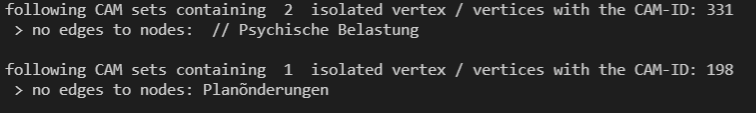 following CAM sets containing  2  isolated vertex / vertices with the CAM-ID: 331
 > no edges to nodes:  // Psychische Belastung
following CAM sets containing  1  isolated vertex / vertices with the CAM-ID: 198
 > no edges to nodes: Planönderungen